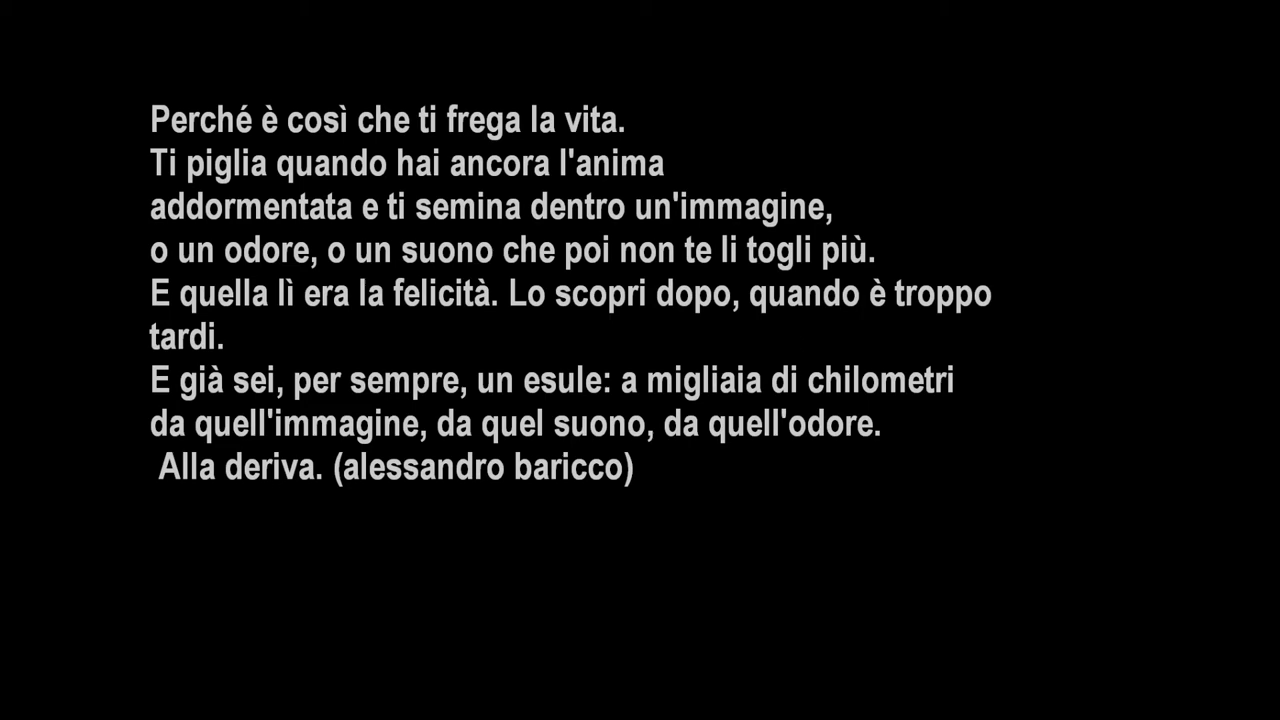 Perché è così che ti frega la vita.
Ti piglia quando hai ancora l'anima
addormentata e ti semina dentro un'immagine,
o un odore, o un suono che poi non te li togli più.
E quella lì era la felicità. Lo scopri dopo, quando è troppo
tardi.
E già sei, per sempre, un esule: a migliaia di chilometri
da quell'immagine, da quel suono, da quell'odore.
Alla deriva. (alessandro baricco)